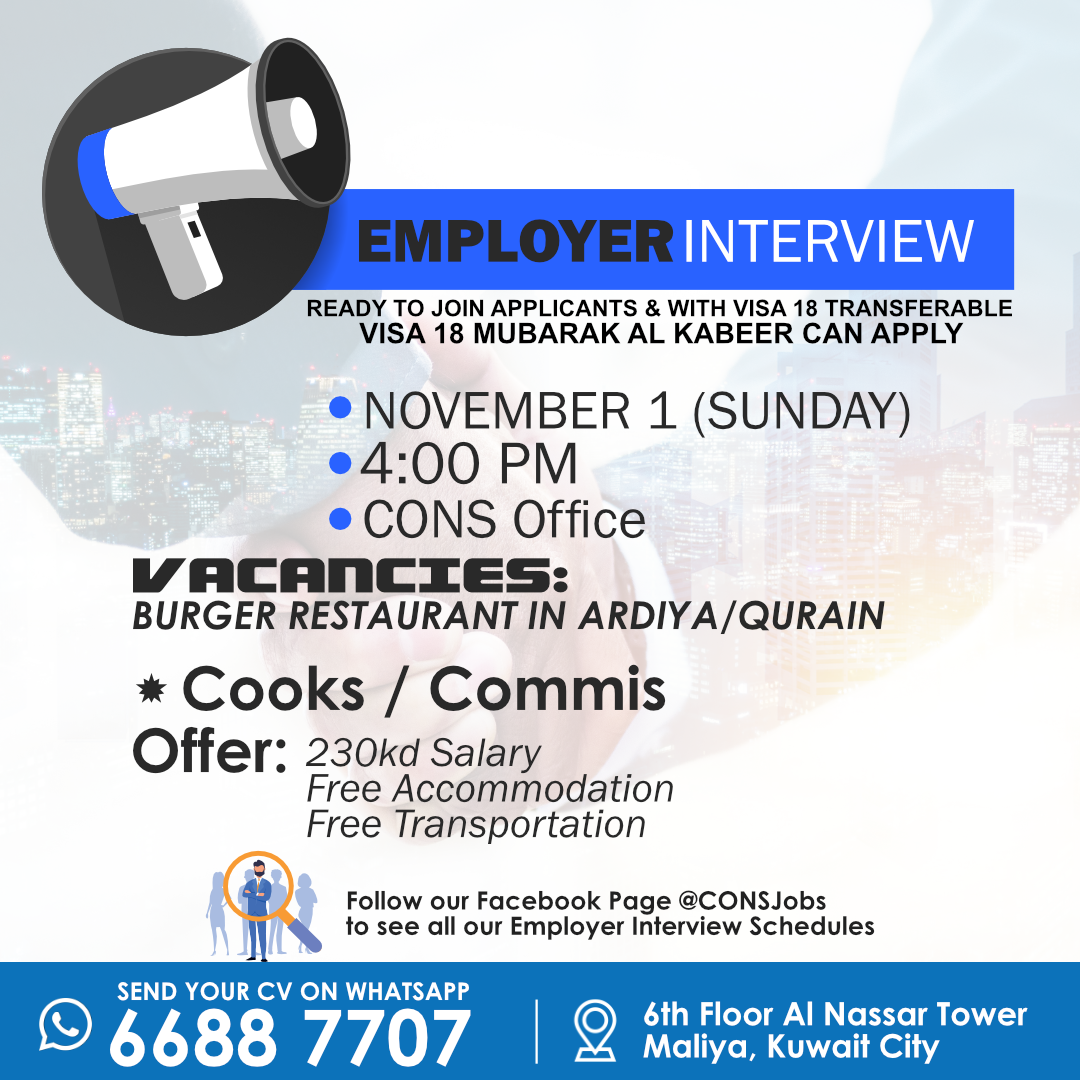 EMPLOYER INTERVIEW
READY TO JOIN APPLICANTS & WITH VISA 18 TRANSFERABLE
VISA 18 MUBARAK AL KABEER CAN APPLY
NOVEMBER 1 (SUNDAY)
4:00 PM
CONS Office
VACANCIES:
BURGER RESTAURANT IN ARDIYA/QURAIN
Cooks / Commis
Offer: 230kd Salary
Free Accommodation
Free Transportation
Follow our Facebook Page @CONSJobs
to see all our Employer Interview Schedules
SEND YOUR CV ON WHATSAPP
6688 7707
6th Floor Al Nassar Tower
Maliya, Kuwait City